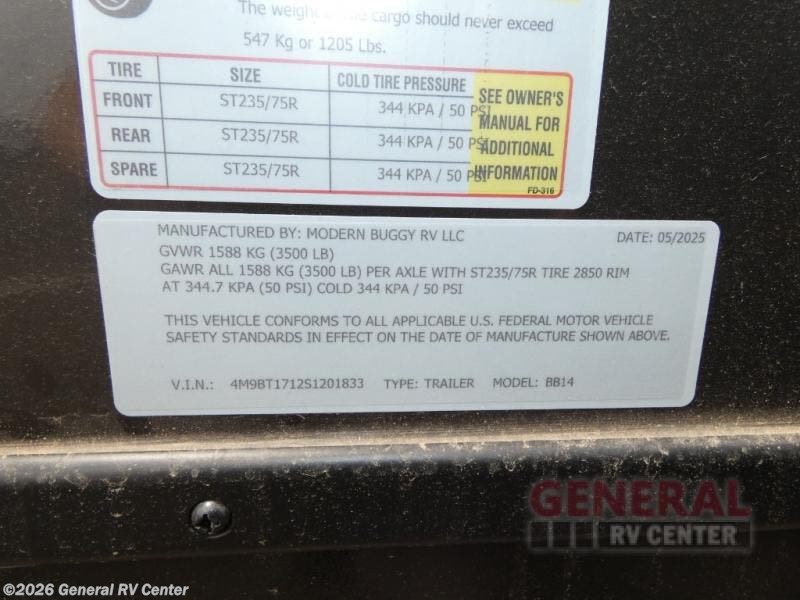 The weight of the cargo should never exceed
547 Kg or 1205 Lbs.
TIRE SIZE COLD TIRE PRESSURE
SEE OWNER'S MANUAL FOR ADDITIONAL INFORMATION
FRONT ST235/75R 344 KPA / 50 PSI
REAR ST235/75R 344 KPA / 50 PSI
SPARE ST235/75R 344 KPA / 50 PSI
FD-316
MANUFACTURED BY: MODERN BUGGY RV LLC DATE: 05/2025
GVWR 1588 KG (3500 LB)
GAWR ALL 1588 KG (3500 LB) PER AXLE WITH ST235/75R TIRE 2850 RIM
AT 344.7 KPA (50 PSI) COLD 344 KPA / 50 PSI
THIS VEHICLE CONFORMS TO ALL APPLICABLE U.S. FEDERAL MOTOR VEHICLE
SAFETY STANDARDS IN EFFECT ON THE DATE OF MANUFACTURE SHOWN ABOVE.
V.I.N.: 4M9BT1712S1201833 TYPE: TRAILER MODEL: BB14
GENERAL
RV CENTER
©2026 General RV Center